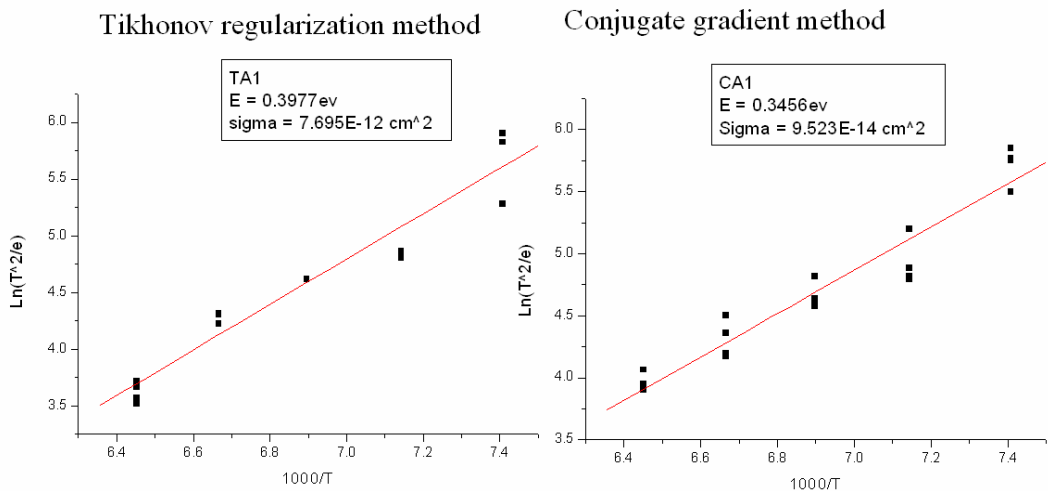 Tikhonov regularization method
TA1
E = 0.3977ev
sigma = 7.695E-12 cm^2
6.0
5.5
5.0
4.5
4.0
3.5
Ln(T^2/e)
6.4 6.6 6.8 7.0 7.2 7.4
1000/T
Conjugate gradient method
CA1
E = 0.3456ev
Sigma = 9.523E-14 cm^2
6.0
5.5
5.0
4.5
4.0
3.5
Ln(T^2/e)
6.4 6.6 6.8 7.0 7.2 7.4
1000/T